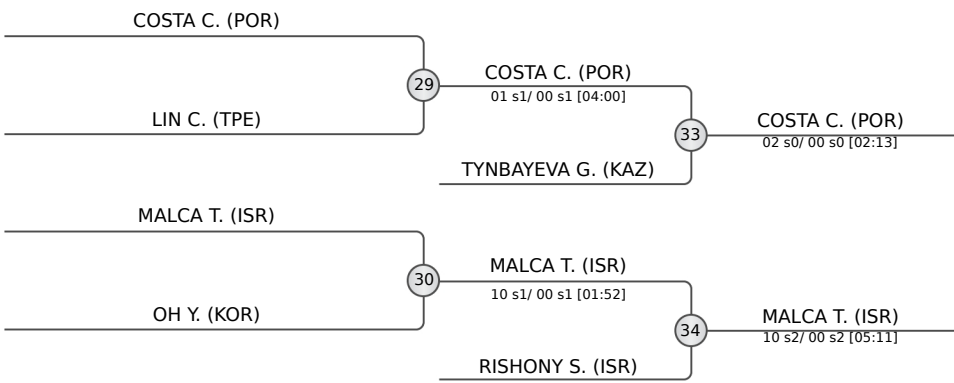 COSTA C. (POR)
29
COSTA C. (POR)
01 s1/ 00 s1 [04:00]
LIN C. (TPE)
33
COSTA C. (POR)
02 s0/ 00 s0 [02:13]
TYNBAYEVA G. (KAZ)
MALCA T. (ISR)
30
MALCA T. (ISR)
10 s1/ 00 s1 [01:52]
OH Y. (KOR)
34
MALCA T. (ISR)
10 s2/ 00 s2 [05:11]
RISHONY S. (ISR)